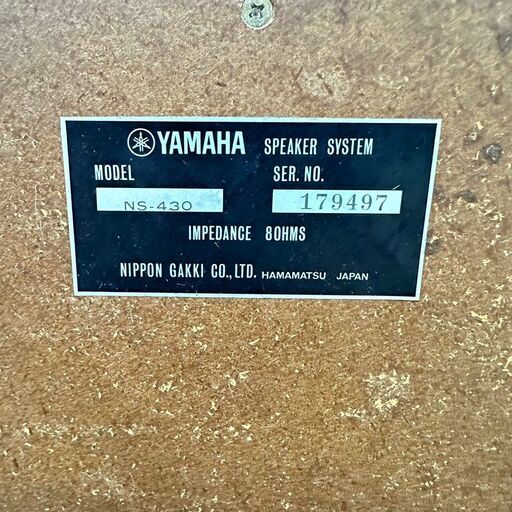 YAMAHA SPEAKER SYSTEM
MODEL SER. NO.
NS-430 179497
IMPEDANCE 8OHMS
NIPPON GAKKI CO., LTD. HAMAMATSU JAPAN